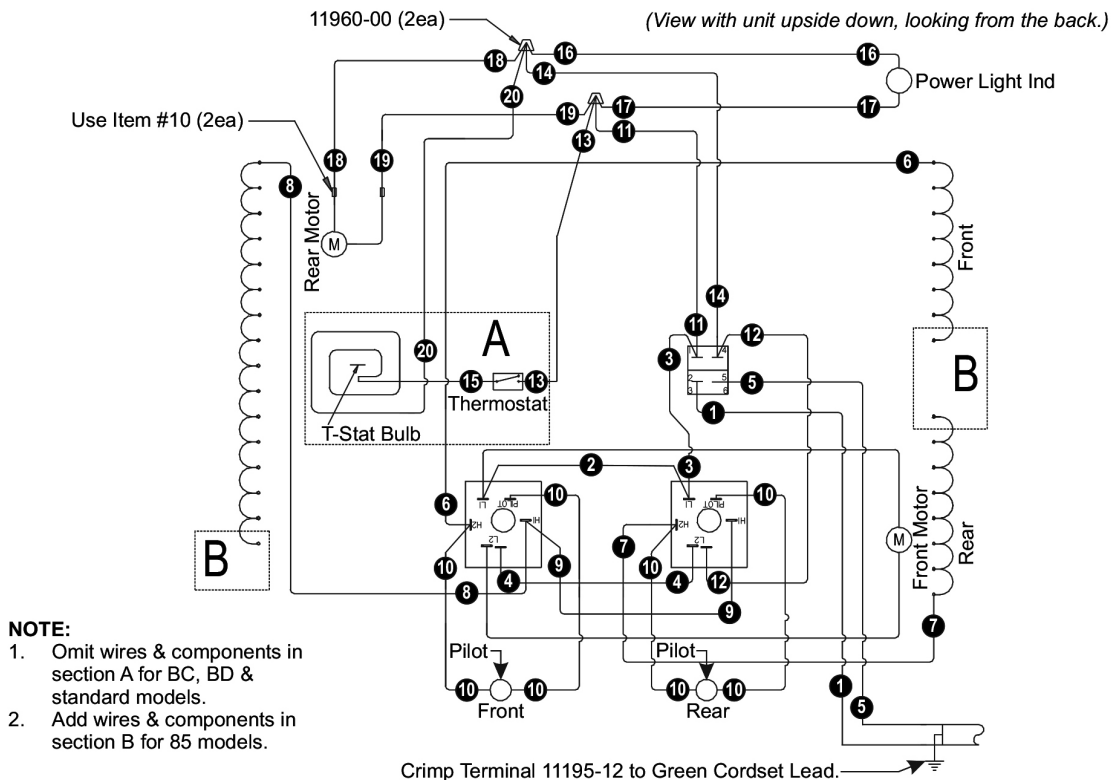 11960-00 (2ea)
(View with unit upside down, looking from the back.)
18
16
16
14
Power Light Ind
20
19
17
17
Use Item #10 (2ea)
13
11
18
19
6
8
Rear Motor
M
Front
14
11
12
A
20
3
1
4
B
15
13
2
5
5
Thermostat
3
6
1
T-Stat Bulb
2
3
L1
PILOT
10
L1
PILOT
10
6
H2
H1
7
H2
H1
M
Front Motor
Rear
L2
L2
B
10
9
10
4
4
12
8
9
7
NOTE:
1. Omit wires & components in
section A for BC, BD &
standard models.
2. Add wires & components in
section B for 85 models.
Pilot
Pilot
10
10
10
10
1
Front
Rear
5
Crimp Terminal 11195-12 to Green Cordset Lead.